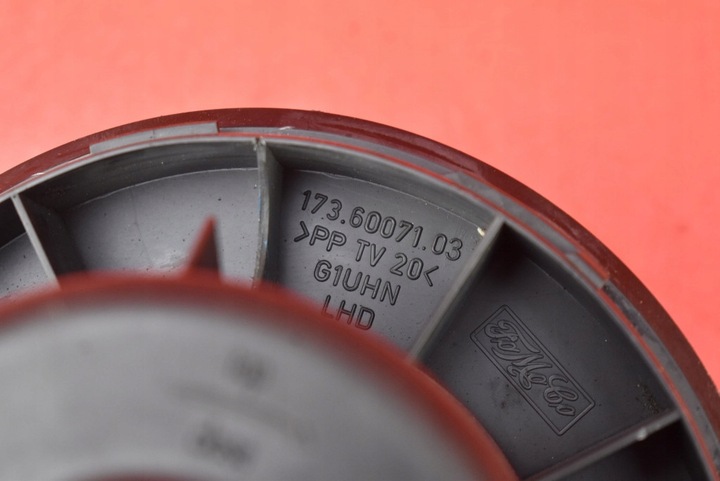 173.60071.03
>PP TV 20<
G1UHN
LHD
FoMoCo